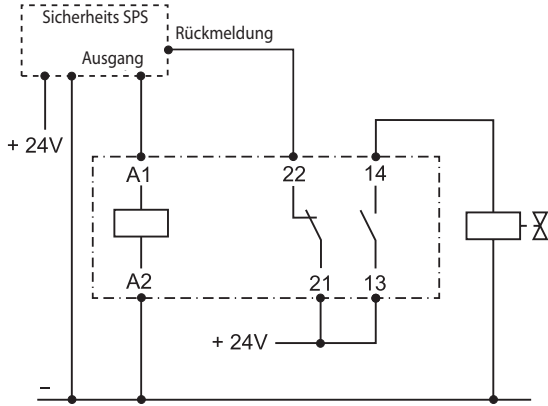 Sicherheits SPS
Rückmeldung
Ausgang
+ 24V
A1
22
14
A2
21
13
+ 24V
–